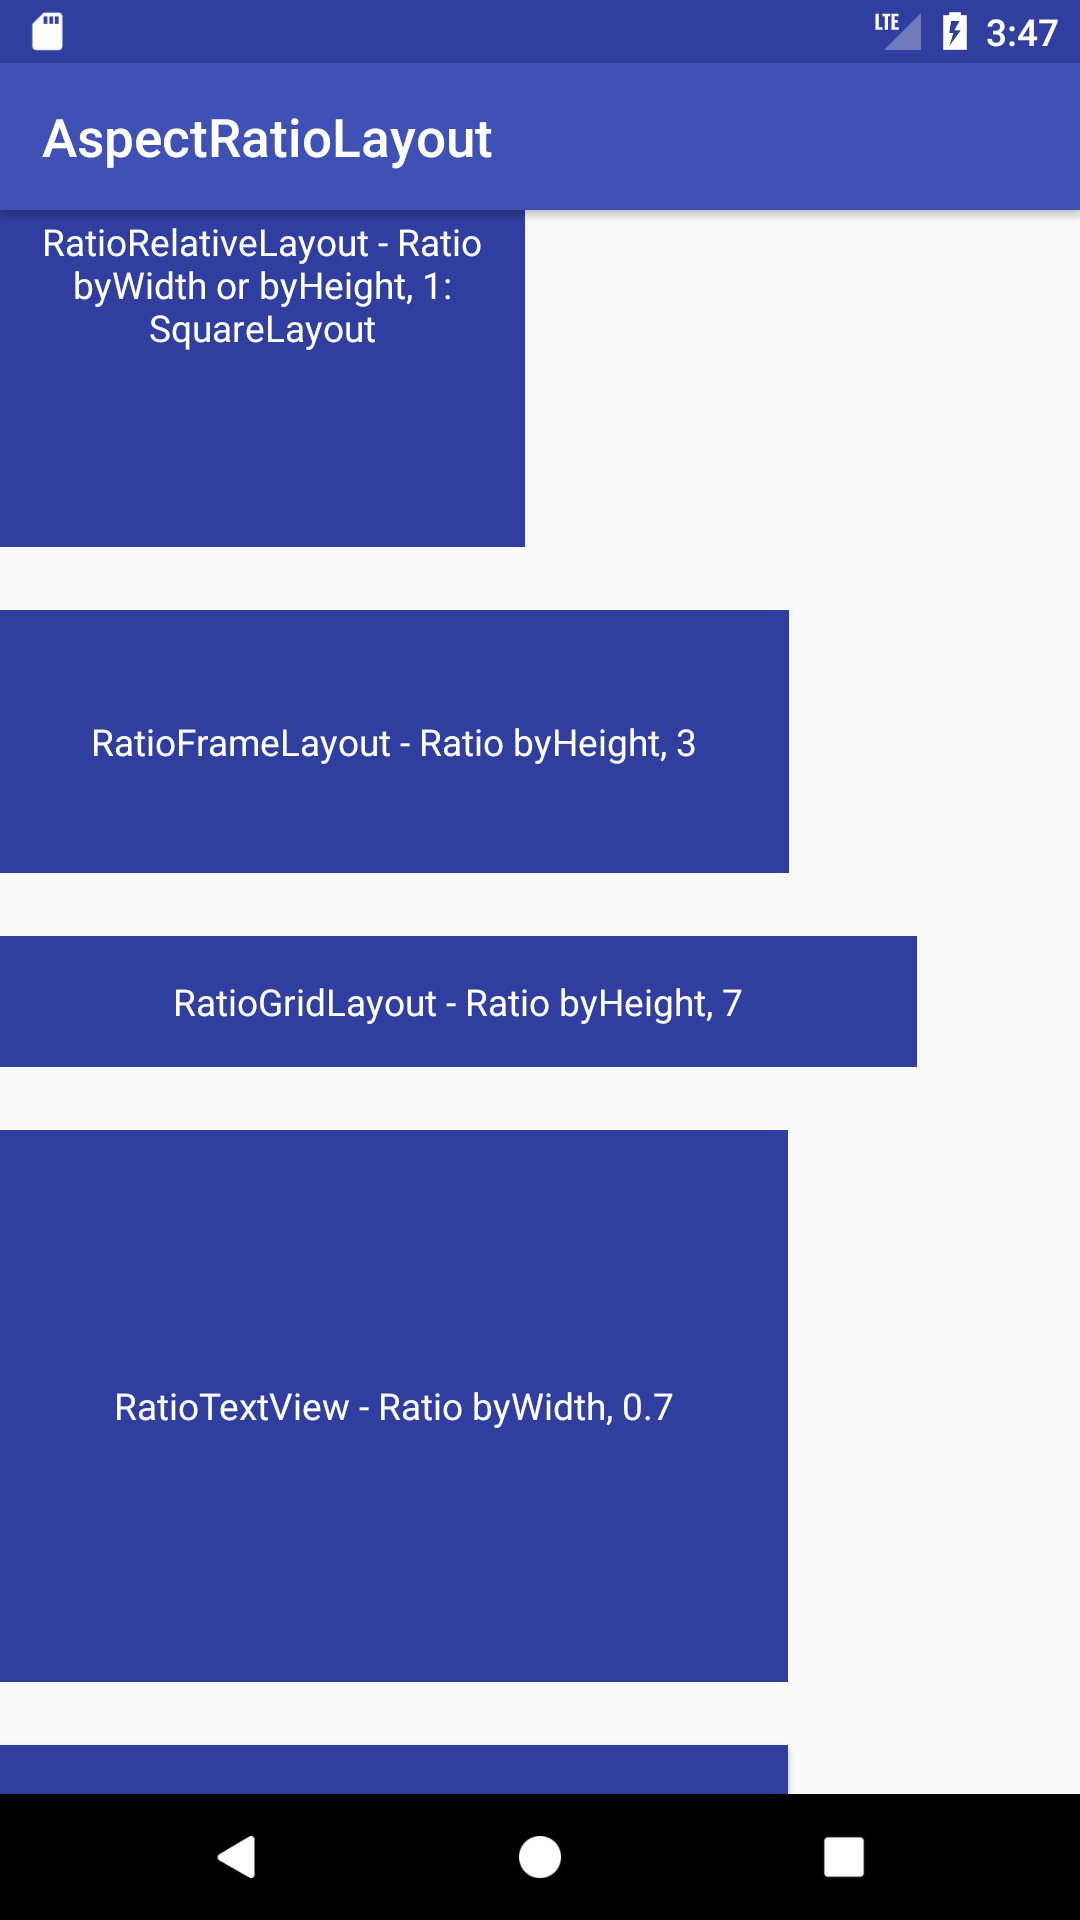 LTE 3:47
AspectRatioLayout
RatioRelativeLayout - Ratio
byWidth or byHeight, 1:
SquareLayout
RatioFrameLayout - Ratio byHeight, 3
RatioGridLayout - Ratio byHeight, 7
RatioTextView - Ratio byWidth, 0.7